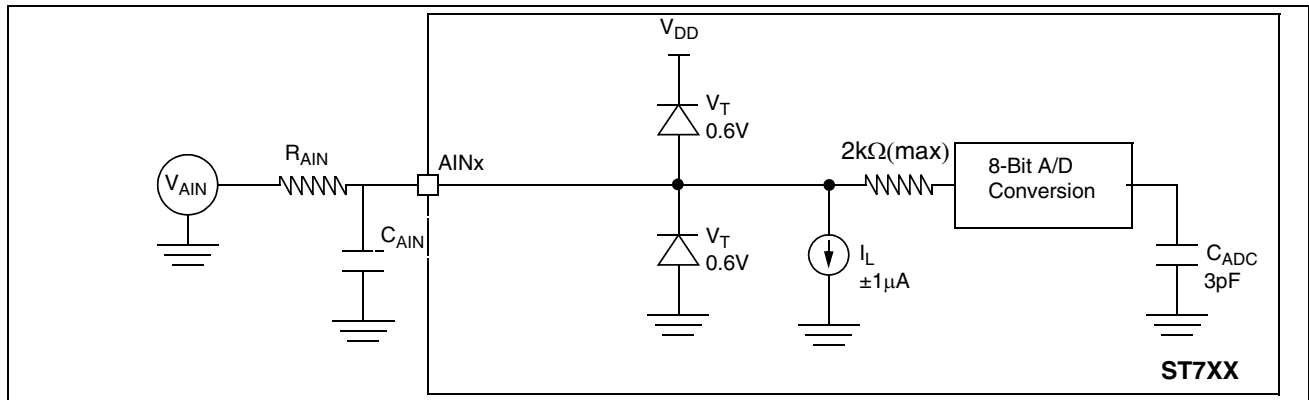 VDD
VT
0.6V
RAIN
AINx
2kΩ(max)
8-Bit A/D
Conversion
VAIN
CAIN
VT
0.6V
IL
±1μA
CADC
3pF
ST7XX